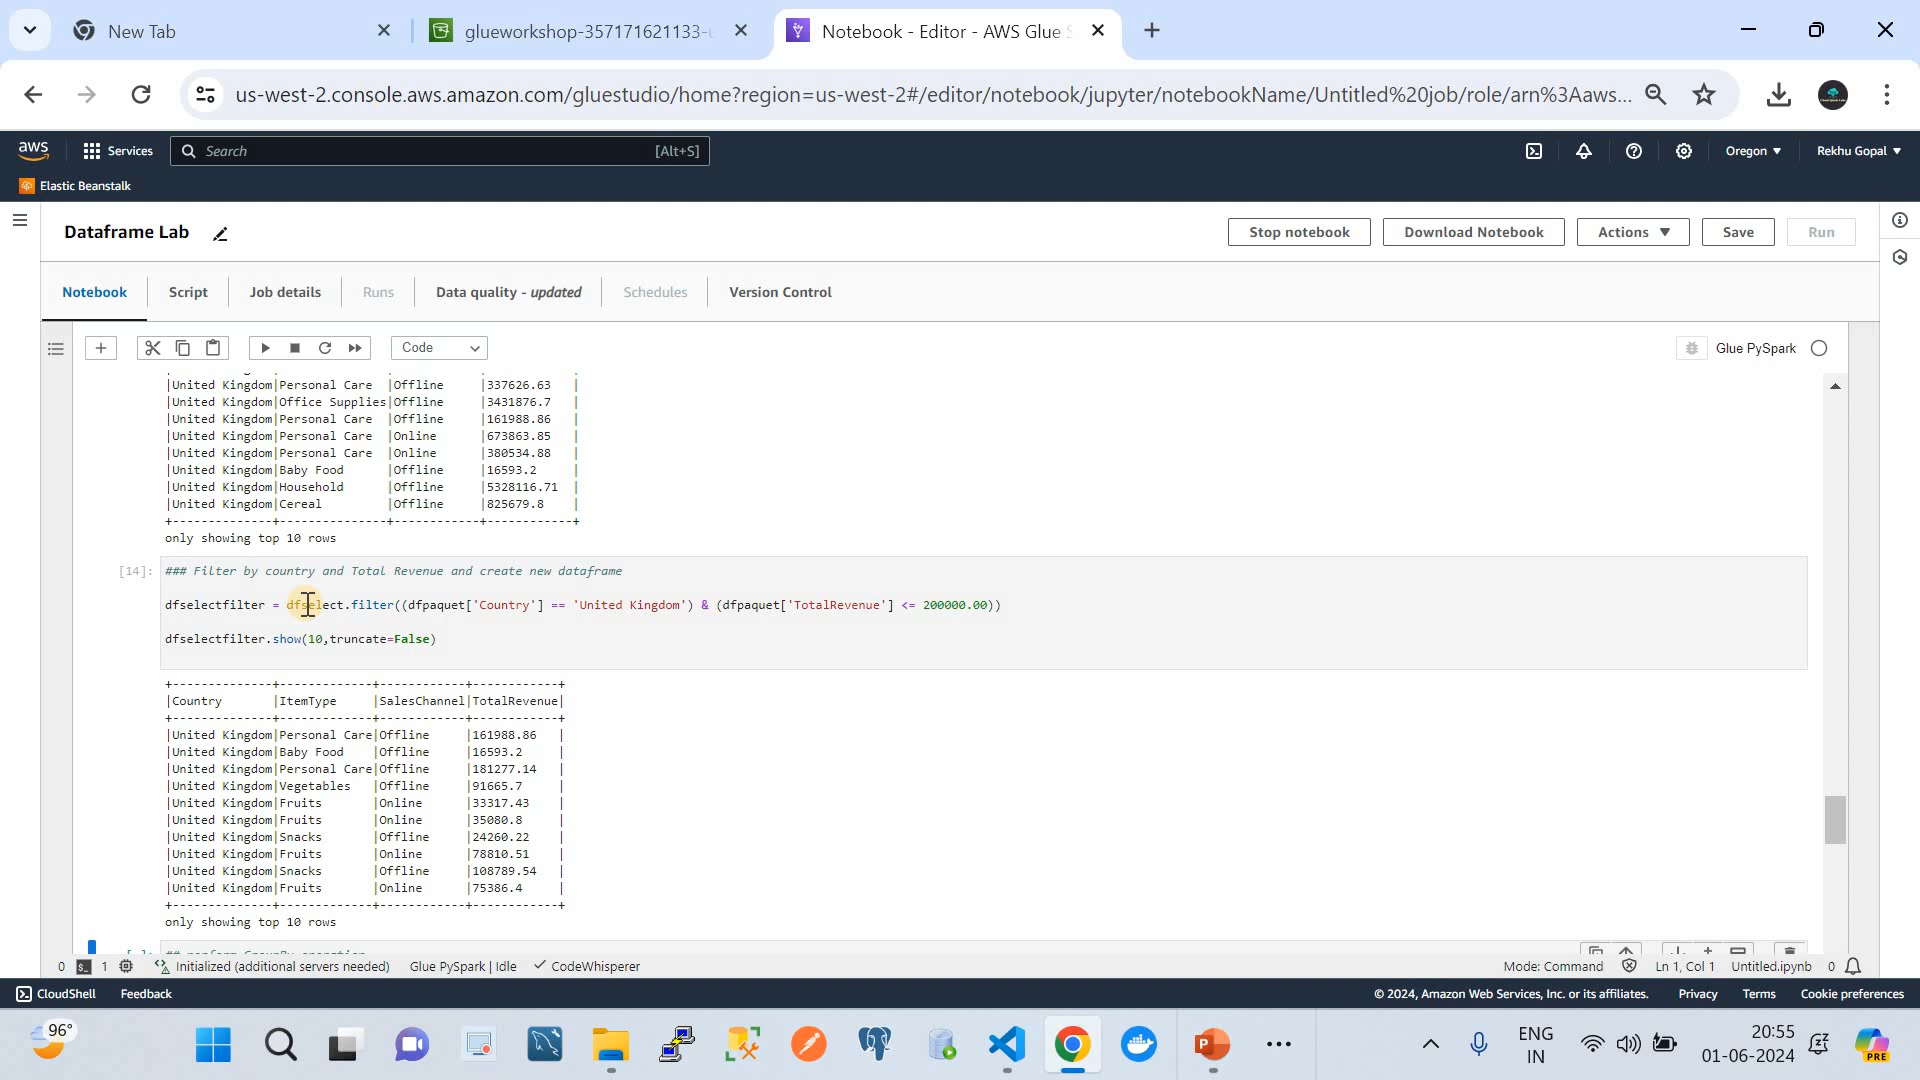 New Tab
glueworkshop-357171621133-u
Notebook - Editor - AWS Glue S
us-west-2.console.aws.amazon.com/gluestudio/home?region=us-west-2#/editor/notebook/jupyter/notebookName/Untitled%20job/role/arn%3Aaws...
aws
Services
Search
[Alt+S]
Oregon
Rekhu Gopal
Elastic Beanstalk
Dataframe Lab
Stop notebook
Download Notebook
Actions
Save
Run
Notebook
Script
Job details
Runs
Data quality - updated
Schedules
Version Control
Code
Glue PySpark
|United Kingdom|Personal Care  |Offline     |337626.63   |
|United Kingdom|Office Supplies|Offline     |3431876.7   |
|United Kingdom|Personal Care  |Offline     |161988.86   |
|United Kingdom|Personal Care  |Online      |673863.85   |
|United Kingdom|Personal Care  |Online      |380534.88   |
|United Kingdom|Baby Food      |Offline     |16593.2     |
|United Kingdom|Household      |Offline     |5328116.71  |
|United Kingdom|Cereal         |Offline     |825679.8    |
+--------------+---------------+------------+------------+
only showing top 10 rows
[14]:
### Filter by country and Total Revenue and create new dataframe
dfselectfilter = dfselect.filter((dfpaquet['Country'] == 'United Kingdom') & (dfpaquet['TotalRevenue'] <= 200000.00))
dfselectfilter.show(10,truncate=False)
+--------------+-------------+------------+------------+
|Country       |ItemType     |SalesChannel|TotalRevenue|
+--------------+-------------+------------+------------+
|United Kingdom|Personal Care|Offline     |161988.86   |
|United Kingdom|Baby Food    |Offline     |16593.2     |
|United Kingdom|Personal Care|Offline     |181277.14   |
|United Kingdom|Vegetables   |Offline     |91665.7     |
|United Kingdom|Fruits       |Online      |33317.43    |
|United Kingdom|Fruits       |Online      |35080.8     |
|United Kingdom|Snacks       |Offline     |24260.22    |
|United Kingdom|Fruits       |Online      |78810.51    |
|United Kingdom|Snacks       |Offline     |108789.54   |
|United Kingdom|Fruits       |Online      |75386.4     |
+--------------+-------------+------------+------------+
only showing top 10 rows
0
1
Initialized (additional servers needed)
Glue PySpark | Idle
CodeWhisperer
Mode: Command
Ln 1, Col 1
Untitled.ipynb
0
CloudShell
Feedback
© 2024, Amazon Web Services, Inc. or its affiliates.
Privacy
Terms
Cookie preferences
96°
ENG
IN
20:55
01-06-2024
PRE